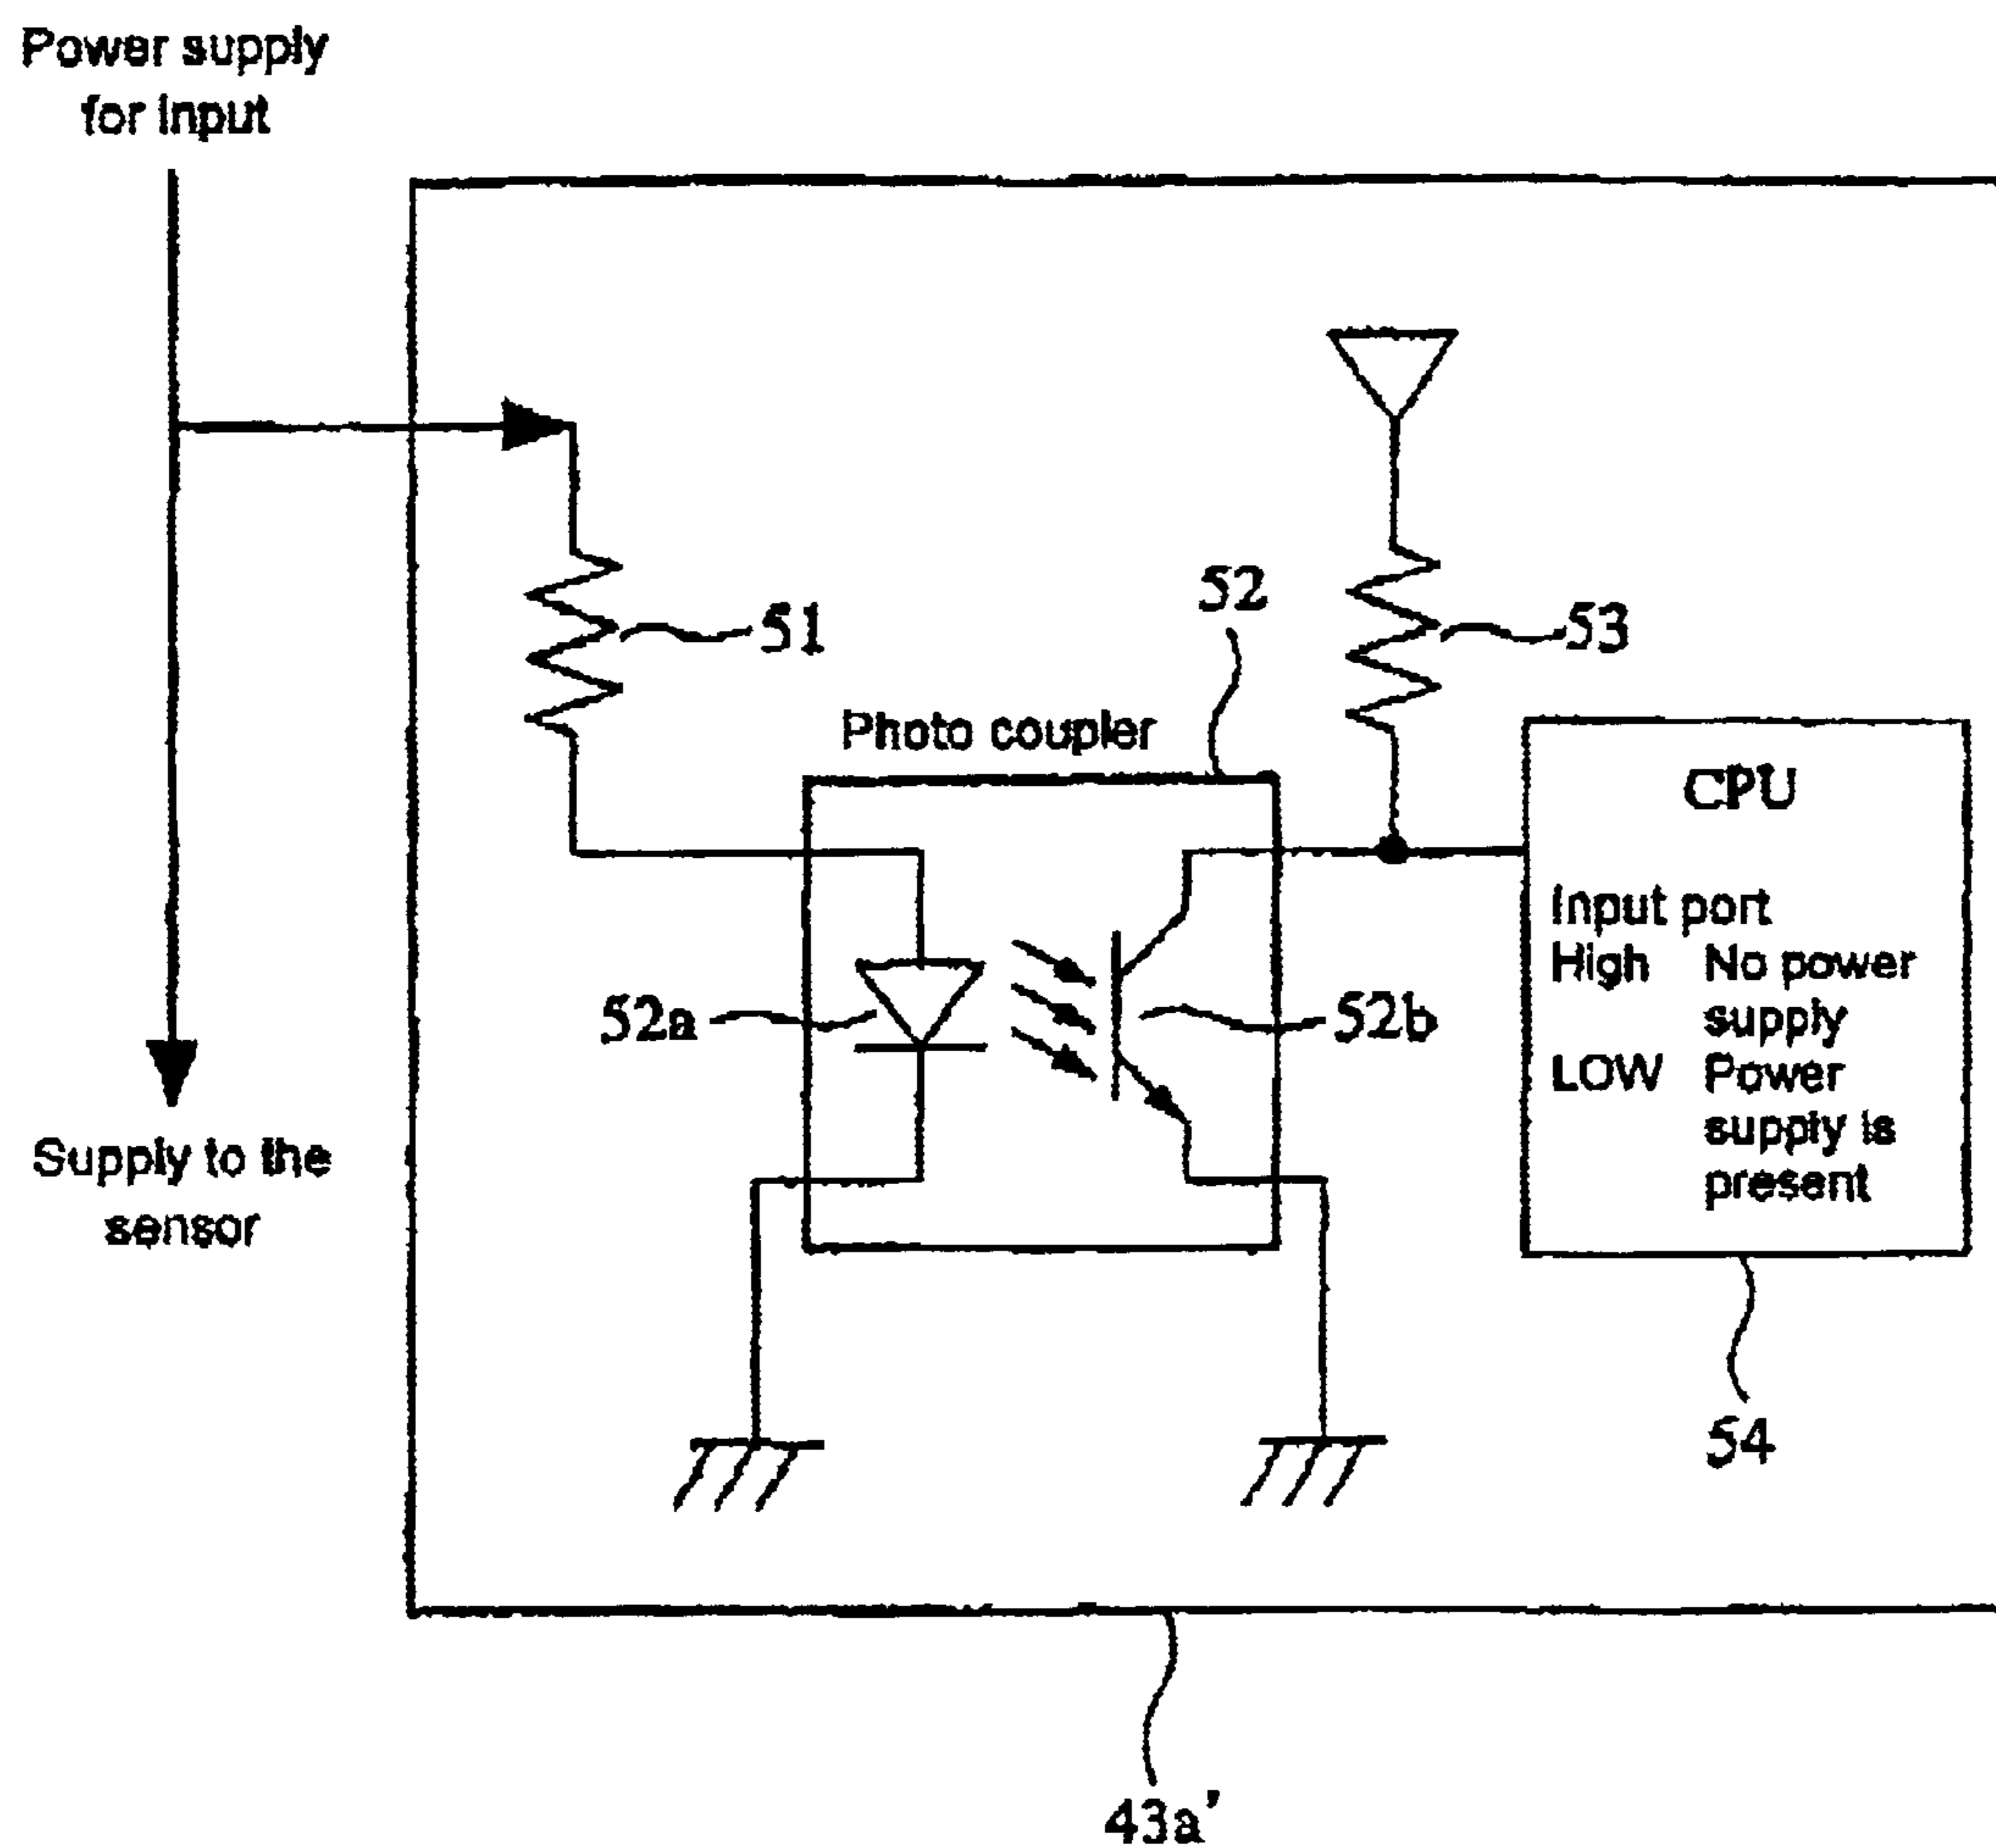 Power supply
for input
51
52
53
Photo coupler
CPU
Input port
High No power
supply
LOW Power
supply is
present
52a
52b
Supply to the
sensor
54
43a'